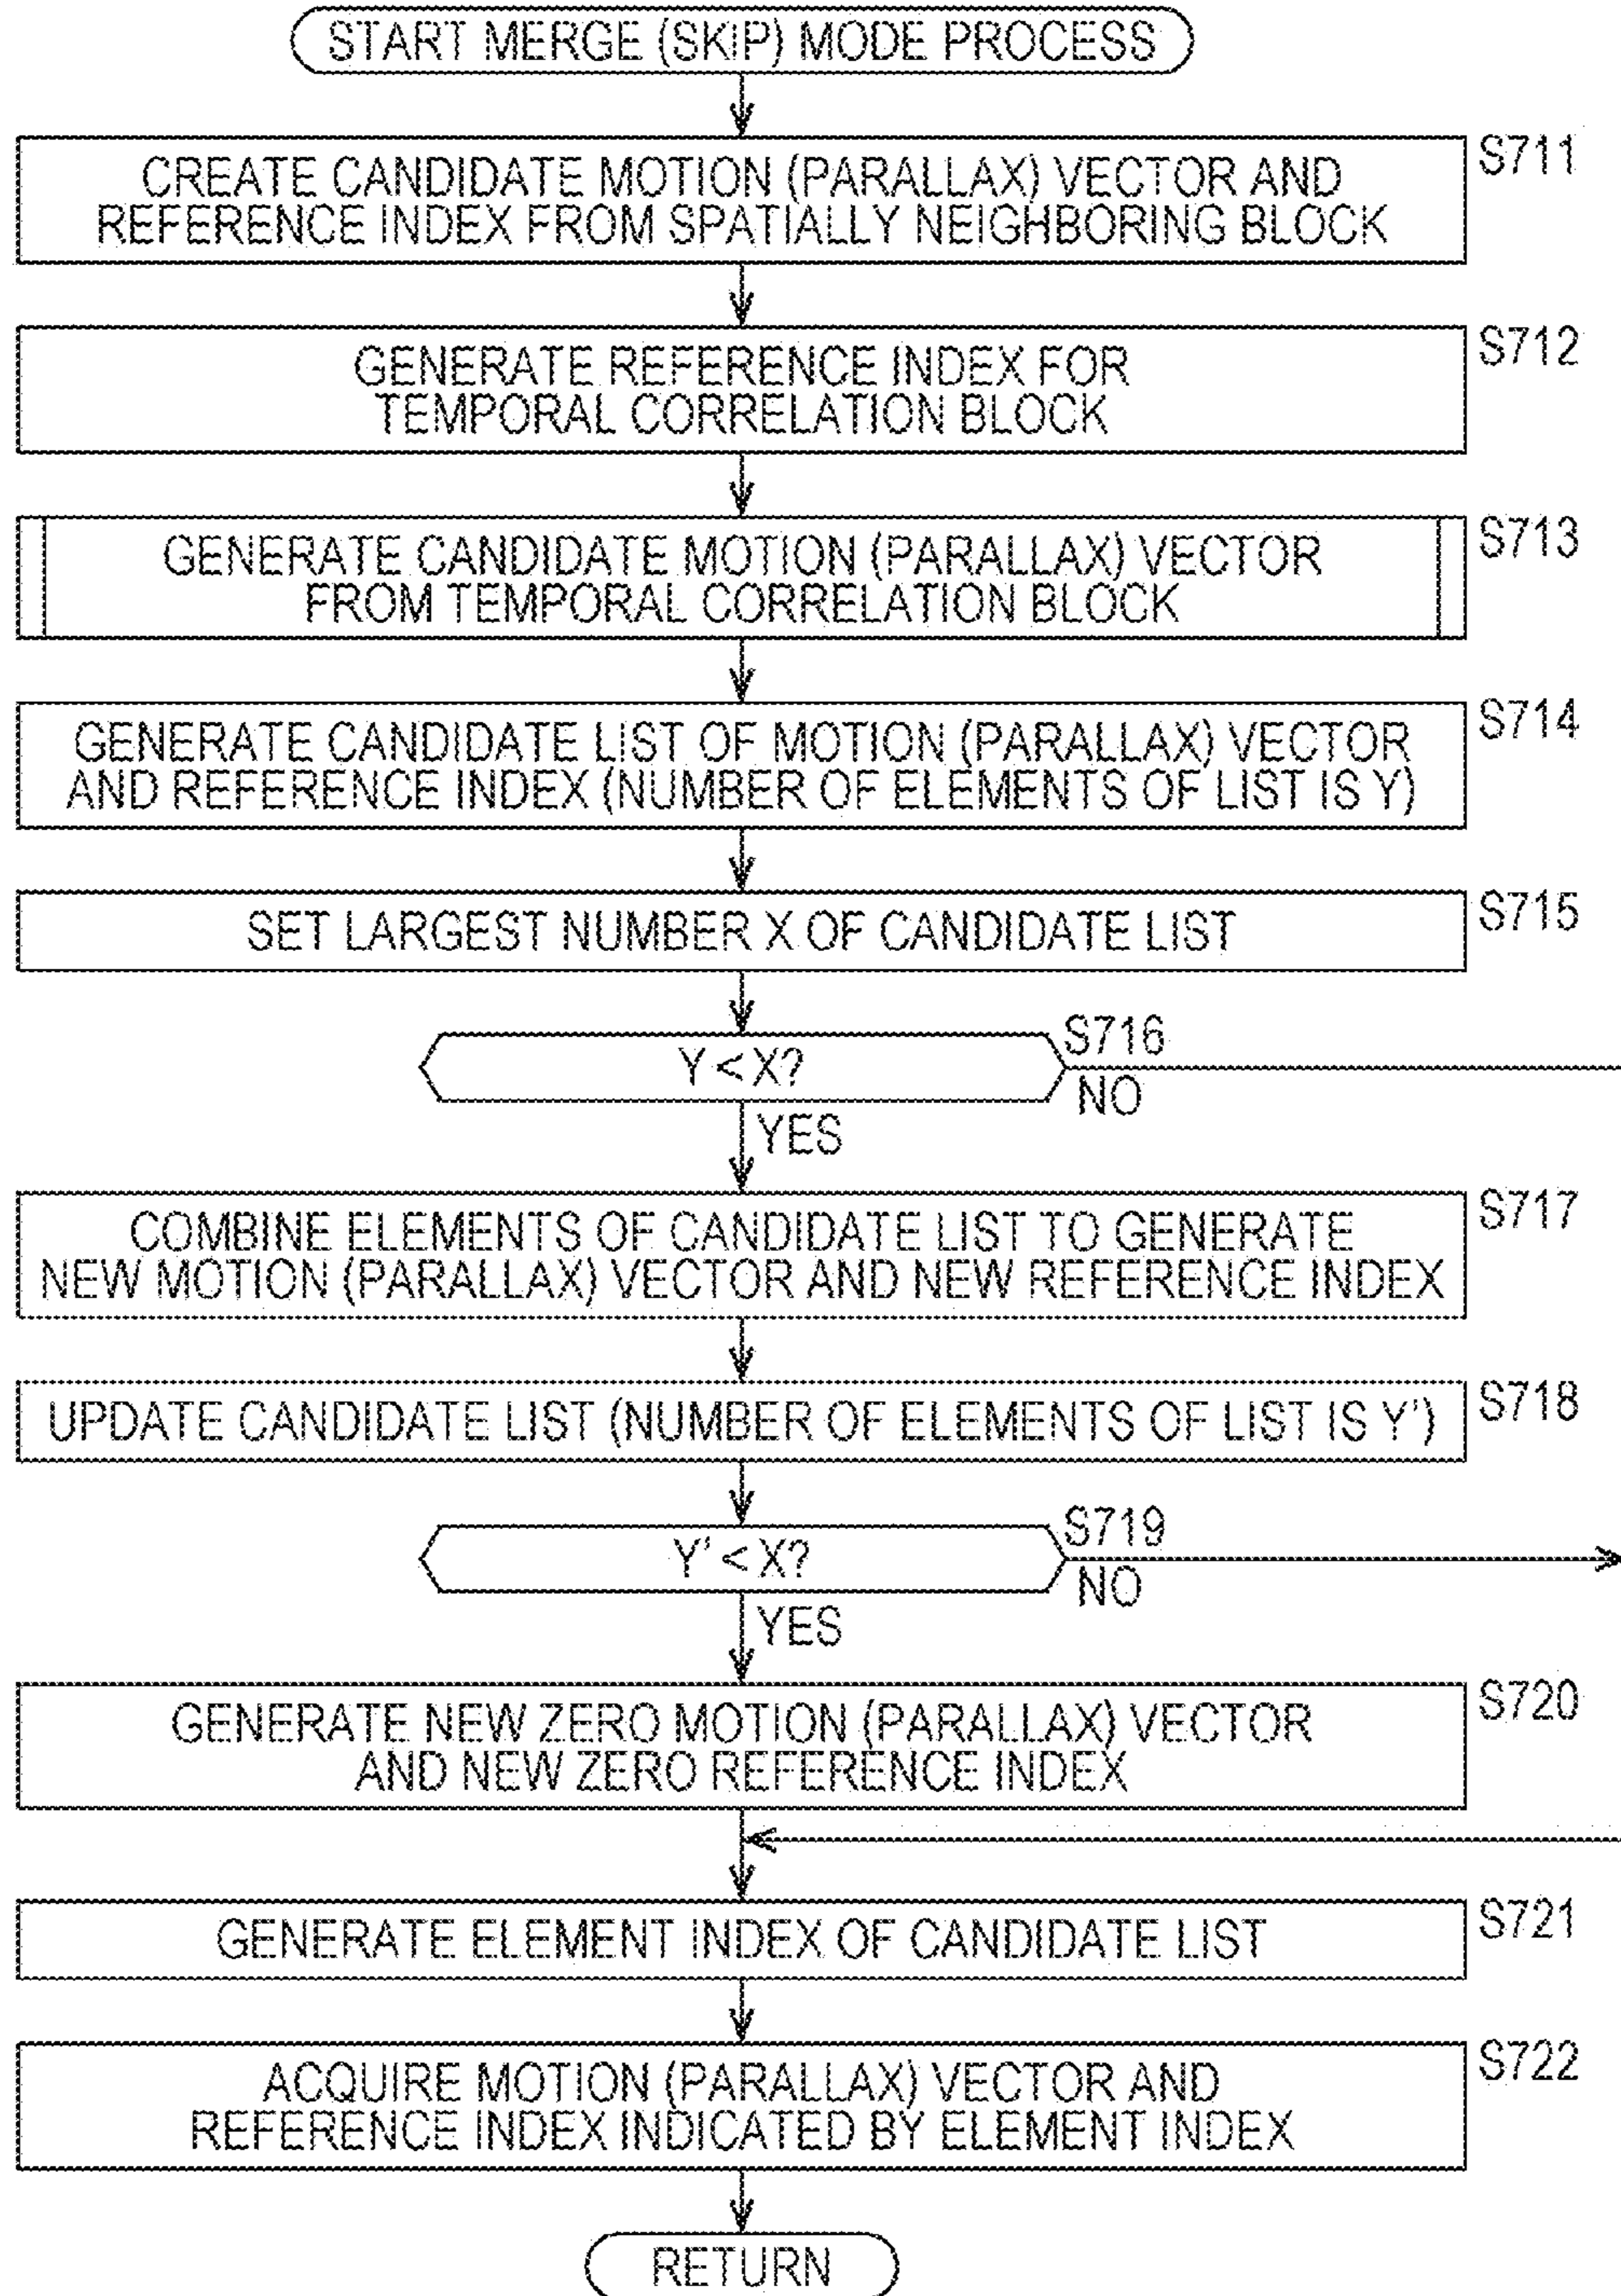 START MERGE (SKIP) MODE PROCESS
S711
CREATE CANDIDATE MOTION (PARALLAX) VECTOR AND
REFERENCE INDEX FROM SPATIALLY NEIGHBORING BLOCK
S712
GENERATE REFERENCE INDEX FOR
TEMPORAL CORRELATION BLOCK
S713
GENERATE CANDIDATE MOTION (PARALLAX) VECTOR
FROM TEMPORAL CORRELATION BLOCK
S714
GENERATE CANDIDATE LIST OF MOTION (PARALLAX) VECTOR
AND REFERENCE INDEX (NUMBER OF ELEMENTS OF LIST IS Y)
S715
SET LARGEST NUMBER X OF CANDIDATE LIST
S716
Y < X?
NO
YES
S717
COMBINE ELEMENTS OF CANDIDATE LIST TO GENERATE
NEW MOTION (PARALLAX) VECTOR AND NEW REFERENCE INDEX
S718
UPDATE CANDIDATE LIST (NUMBER OF ELEMENTS OF LIST IS Y')
S719
Y' < X?
NO
YES
S720
GENERATE NEW ZERO MOTION (PARALLAX) VECTOR
AND NEW ZERO REFERENCE INDEX
S721
GENERATE ELEMENT INDEX OF CANDIDATE LIST
S722
ACQUIRE MOTION (PARALLAX) VECTOR AND
REFERENCE INDEX INDICATED BY ELEMENT INDEX
RETURN